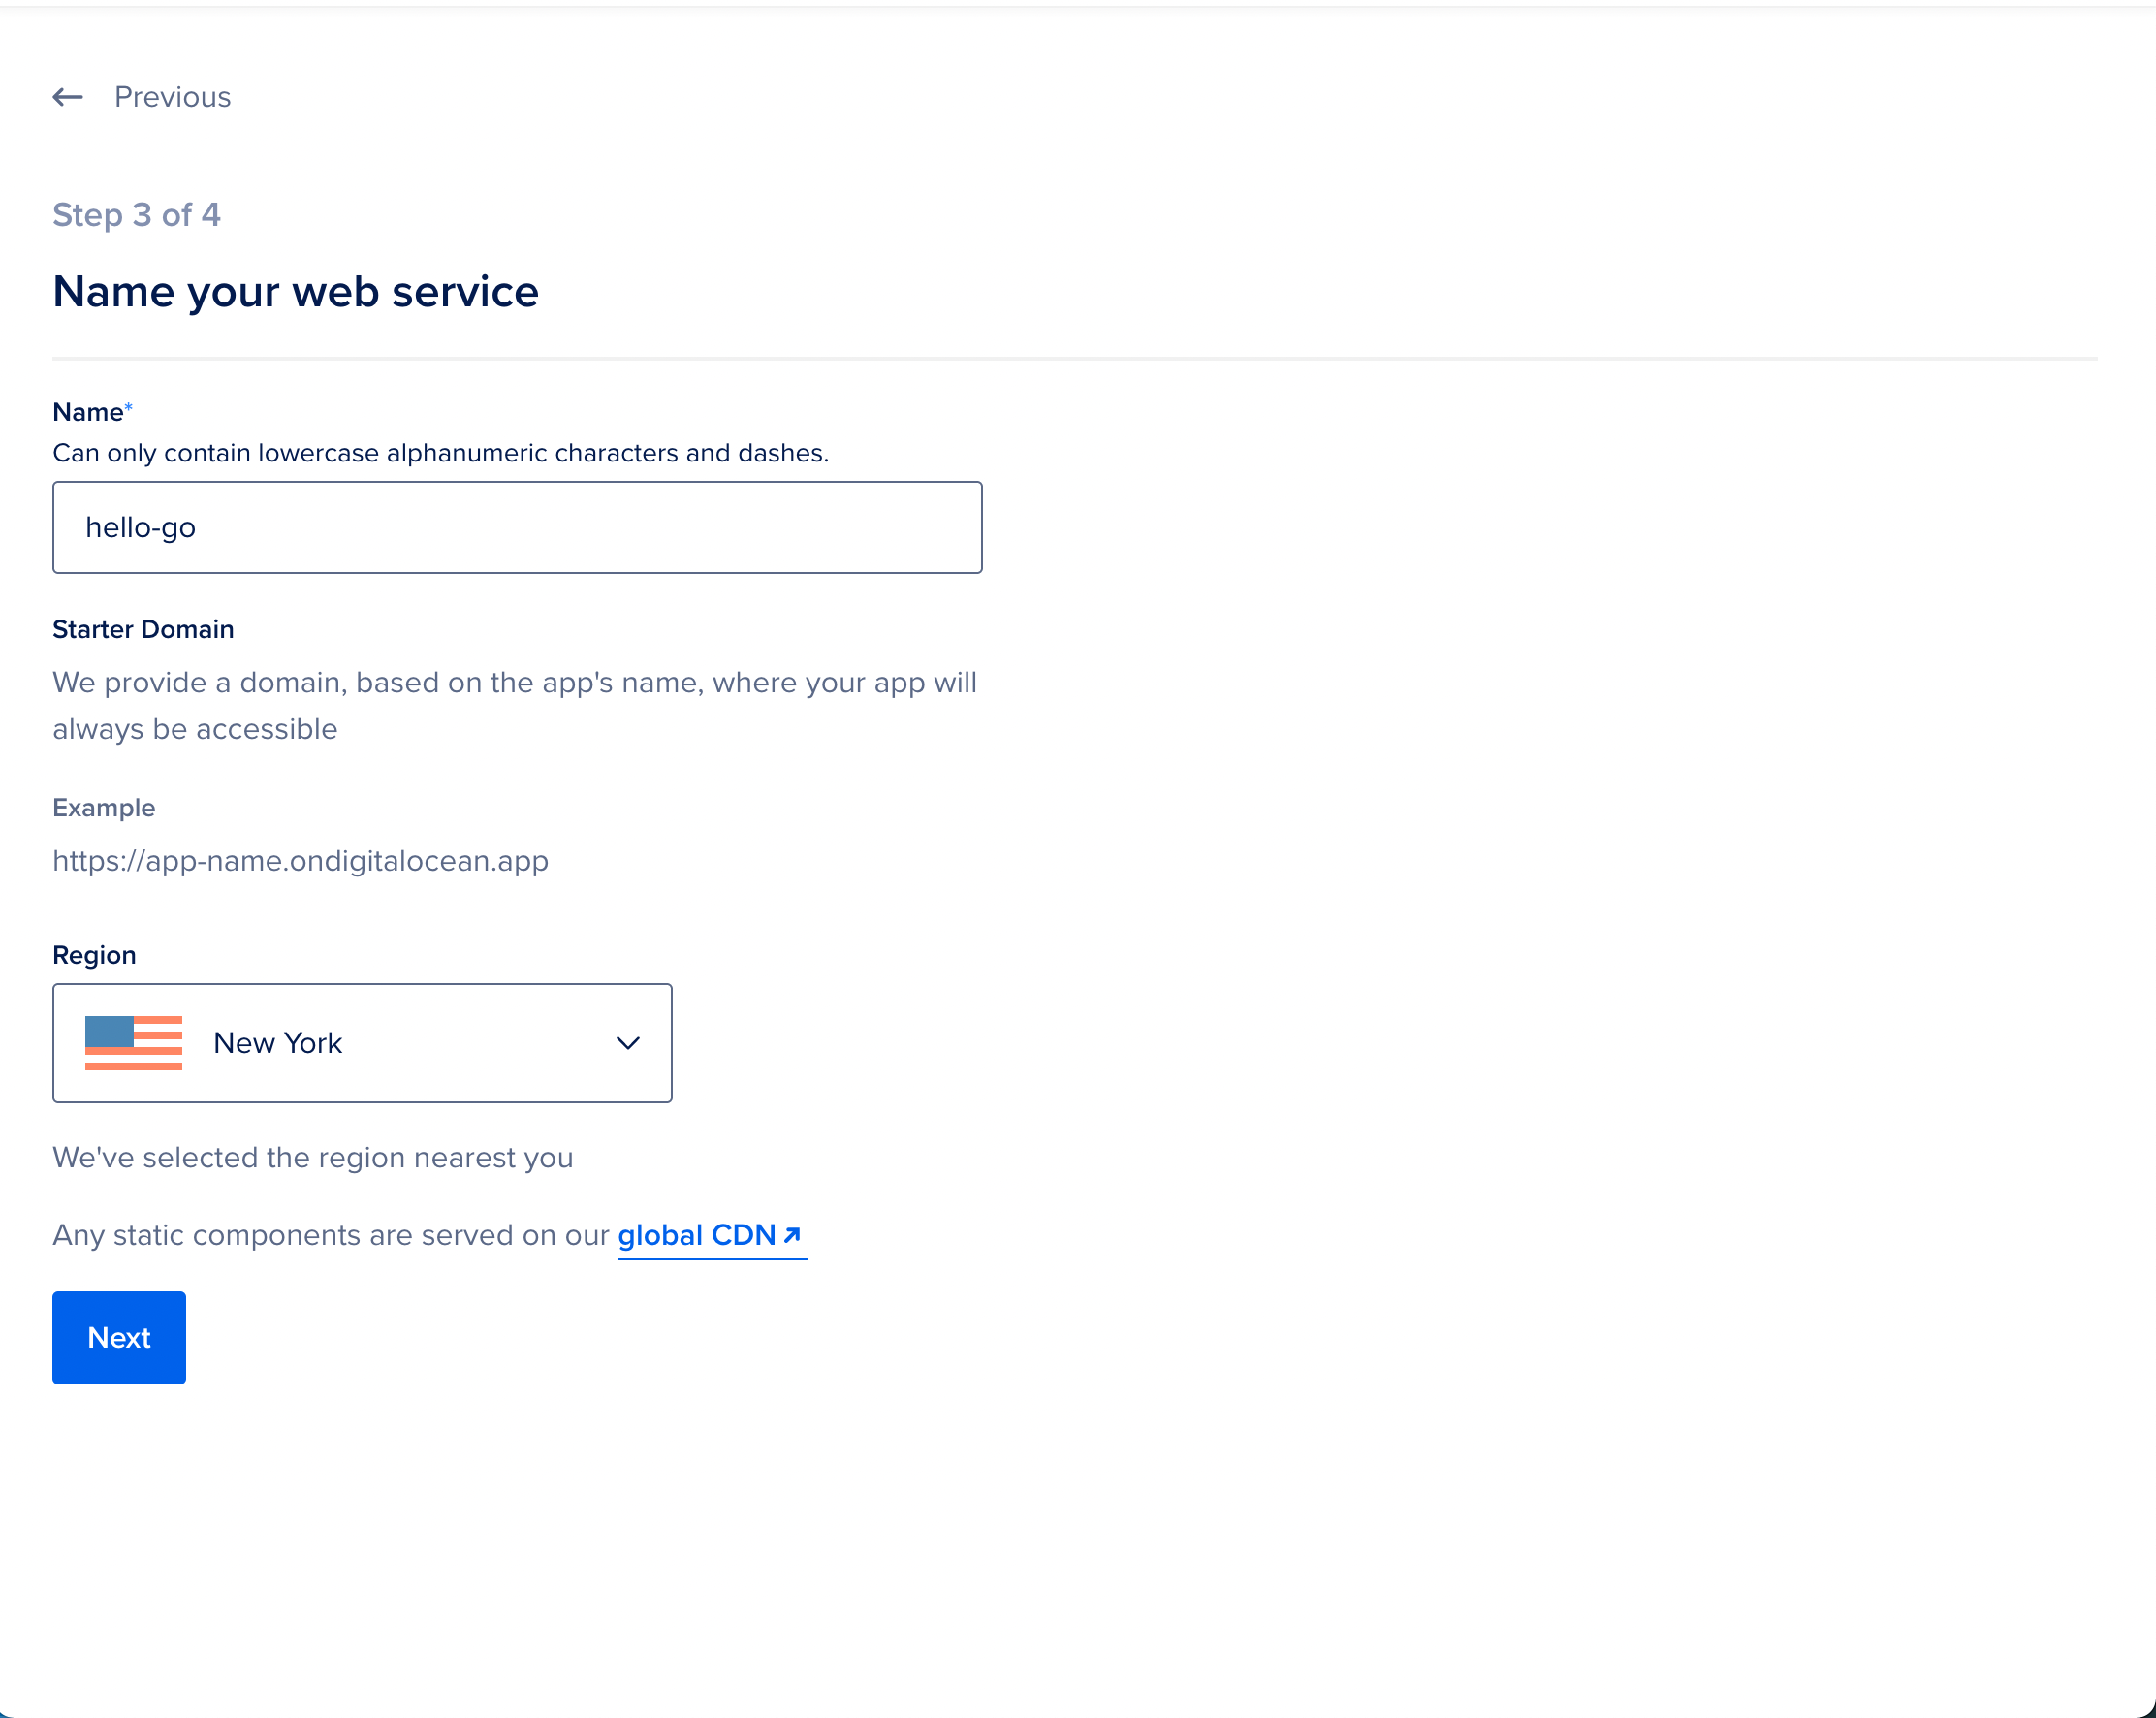 Previous
Step 3 of 4
Name your web service
Name*
Can only contain lowercase alphanumeric characters and dashes.
hello-go
Starter Domain
We provide a domain, based on the app's name, where your app will
always be accessible
Example
https://app-name.ondigitalocean.app
Region
New York
We've selected the region nearest you
Any static components are served on our global CDN
Next